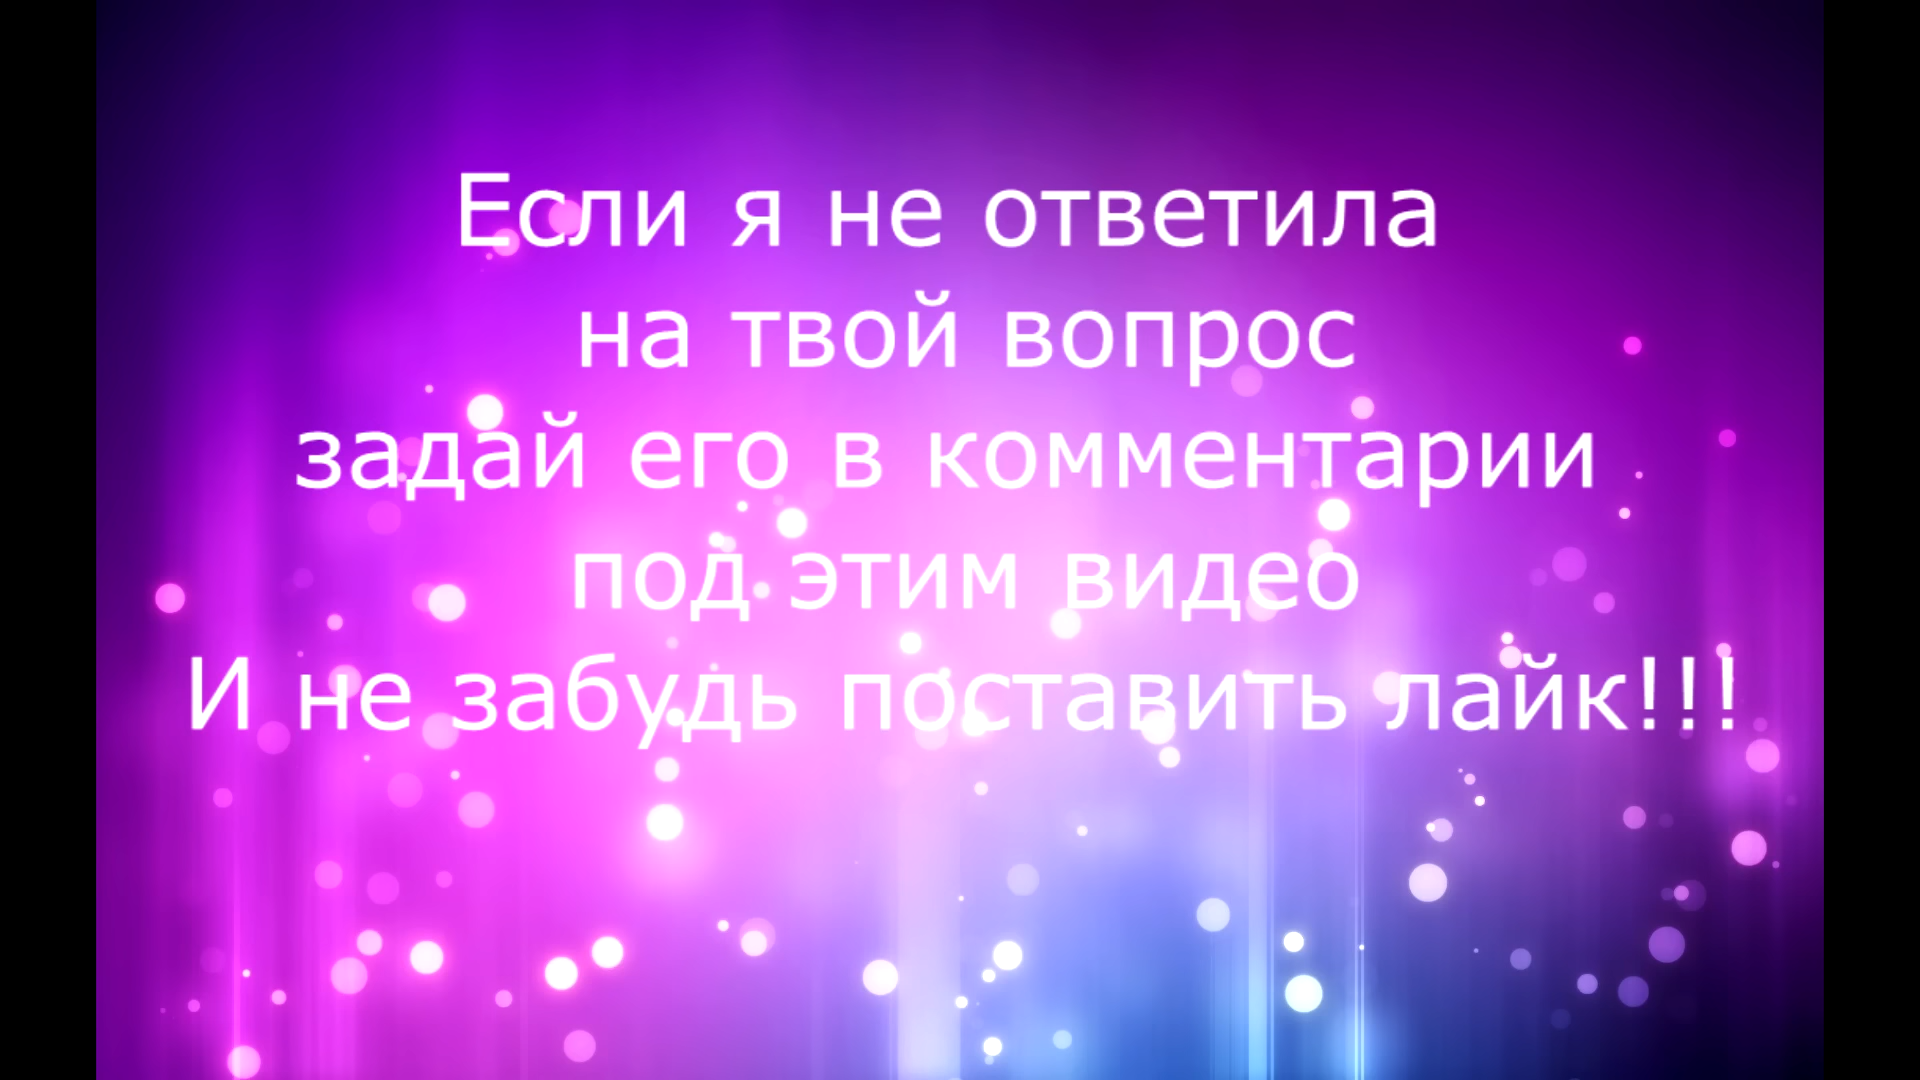 Если я не ответила
на твой вопрос
задай его в комментарии
под этим видео
И не забудь поставить лайк!!!